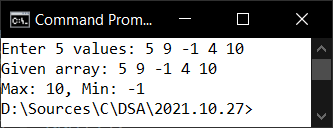 Command Prom...
Enter 5 values: 5 9 -1 4 10
Given array: 5 9 -1 4 10
Max: 10, Min: -1
D:\Sources\C\DSA\2021.10.27>